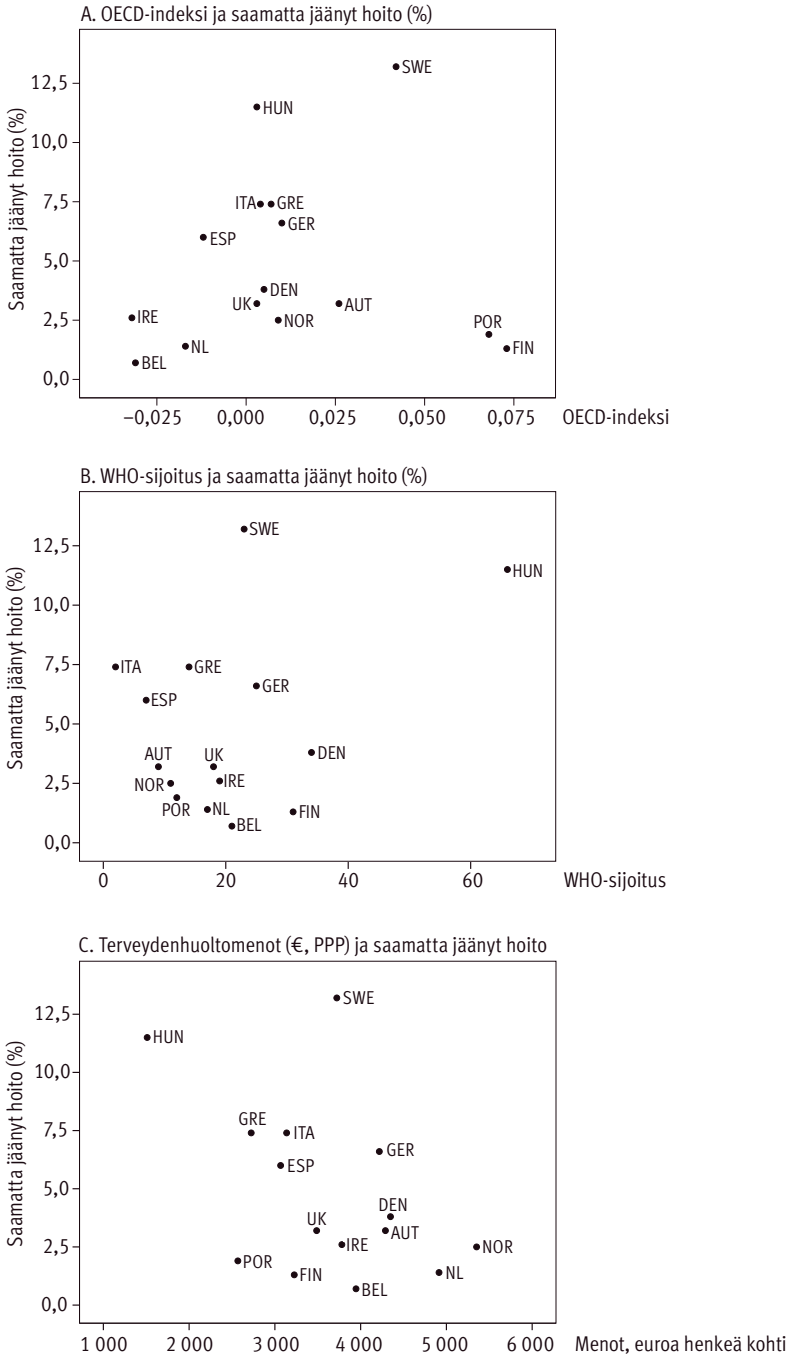 A. OECD-indeksi ja saamatta jäänyt hoito (%)
Saamatta jäänyt hoito (%)
12,5
10,0
7,5
5,0
2,5
0,0
SWE
HUN
ITA GRE
GER
ESP
DEN
UK AUT
NOR
IRE
POR
NL FIN
BEL
−0,025 0,000 0,025 0,050 0,075 OECD-indeksi
B. WHO-sijoitus ja saamatta jäänyt hoito (%)
Saamatta jäänyt hoito (%)
12,5
10,0
7,5
5,0
2,5
0,0
SWE
HUN
ITA GRE
GER
ESP
DEN
AUT UK
NOR IRE
POR NL FIN
BEL
0 20 40 60 WHO-sijoitus
C. Terveydenhuoltomenot (€, PPP) ja saamatta jäänyt hoito
Saamatta jäänyt hoito (%)
12,5
10,0
7,5
5,0
2,5
0,0
SWE
HUN
GRE ITA
GER
ESP
DEN
UK AUT
IRE NOR
POR FIN NL
BEL
1 000 2 000 3 000 4 000 5 000 6 000 Menot, euroa henkeä kohti